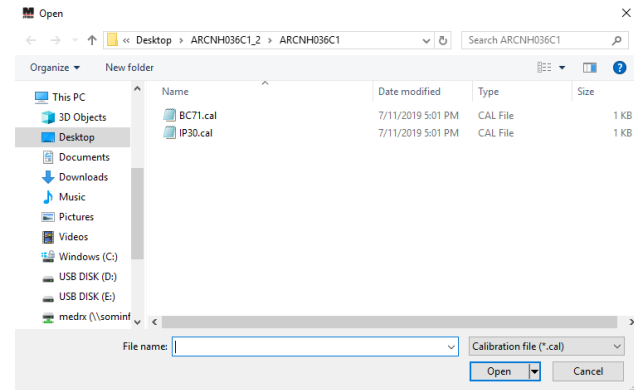 Open
« Desktop > ARCNH036C1_2 > ARCNH036C1
Search ARCNH036C1
Organize
New folder
Name Date modified Type Size
BC71.cal 7/11/2019 5:01 PM CAL File 1 KB
IP30.cal 7/11/2019 5:01 PM CAL File 1 KB
This PC
3D Objects
Desktop
Documents
Downloads
Music
Pictures
Videos
Windows (C:)
USB DISK (D:)
USB DISK (E:)
medrx (\\sominf
File name:
Calibration file (*.cal)
Open
Cancel